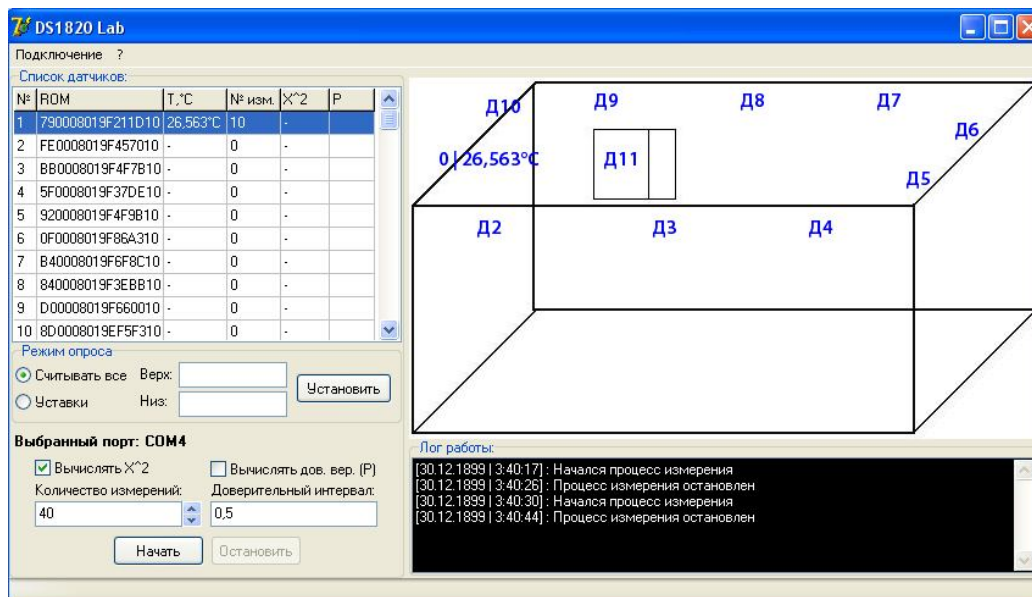 DS1820 Lab
Подключение ?
Список датчиков:
№ ROM T,°C № изм. X^2 P
1 790008019F211D10 26,563°C 10 -
2 FE0008019F457010 - 0 -
3 BB0008019F4F7B10 - 0 -
4 5F0008019F37DE10 - 0 -
5 920008019F4F9B10 - 0 -
6 0F0008019F86A310 - 0 -
7 B40008019F6F8C10 - 0 -
8 840008019F3EBB10 - 0 -
9 D00008019F660010 - 0 -
10 8D0008019EF5F310 - 0 -
Режим опроса
Считывать все Верх:
Уставки Низ:
Установить
Выбранный порт: COM4
Вычислять X^2 Вычислять дов. вер. (P)
Количество измерений: Доверительный интервал:
40 0,5
Начать Остановить
Д10 Д9 Д8 Д7
Д6
0 | 26,563°C Д11
Д5
Д2 Д3 Д4
Лог работы:
[30.12.1899 | 3:40:17] : Начался процесс измерения
[30.12.1899 | 3:40:26] : Процесс измерения остановлен
[30.12.1899 | 3:40:30] : Начался процесс измерения
[30.12.1899 | 3:40:44] : Процесс измерения остановлен